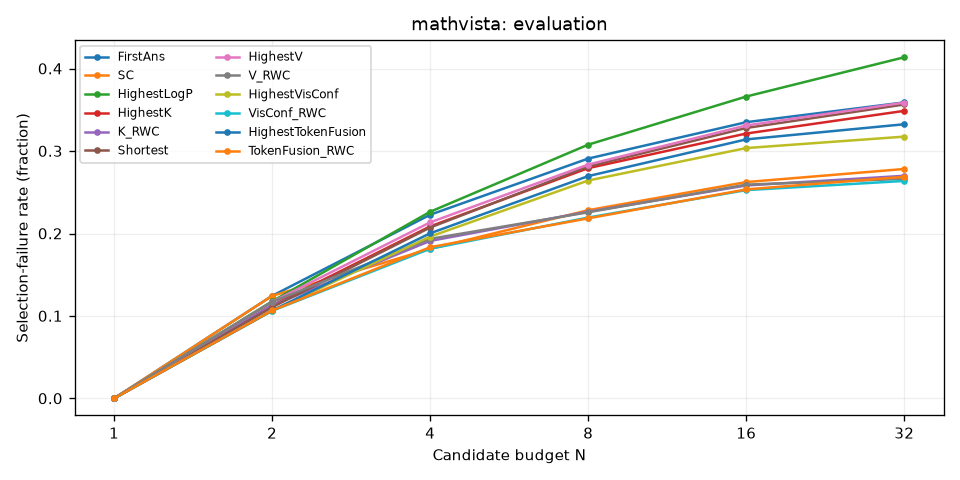 mathvista: evaluation
Selection-failure rate (fraction)
0.4
0.3
0.2
0.1
0.0
FirstAns
SC
HighestLogP
HighestK
K_RWC
Shortest
HighestV
V_RWC
HighestVisConf
VisConf_RWC
HighestTokenFusion
TokenFusion_RWC
1 2 4 8 16 32
Candidate budget N